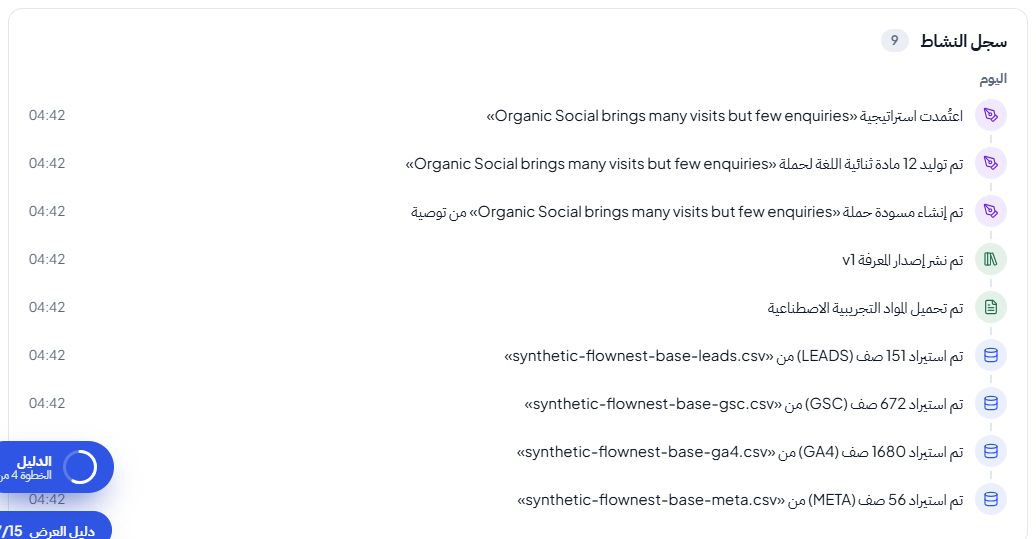 سجل النشاط 9
اليوم
اعتُمدت استراتيجية «Organic Social brings many visits but few enquiries» 04:42
تم توليد 12 مادة ثنائية اللغة لحملة «Organic Social brings many visits but few enquiries» 04:42
تم إنشاء مسودة حملة «Organic Social brings many visits but few enquiries» من توصية 04:42
تم نشر إصدار المعرفة v1 04:42
تم تحميل المواد التجريبية الاصطناعية 04:42
تم استيراد 151 صف (LEADS) من «synthetic-flownest-base-leads.csv» 04:42
تم استيراد 672 صف (GSC) من «synthetic-flownest-base-gsc.csv» 04:42
تم استيراد 1680 صف (GA4) من «synthetic-flownest-base-ga4.csv» 04:42
تم استيراد 56 صف (META) من «synthetic-flownest-base-meta.csv» 04:42
الدليل
الخطوة 4 من
دليل العرض /15